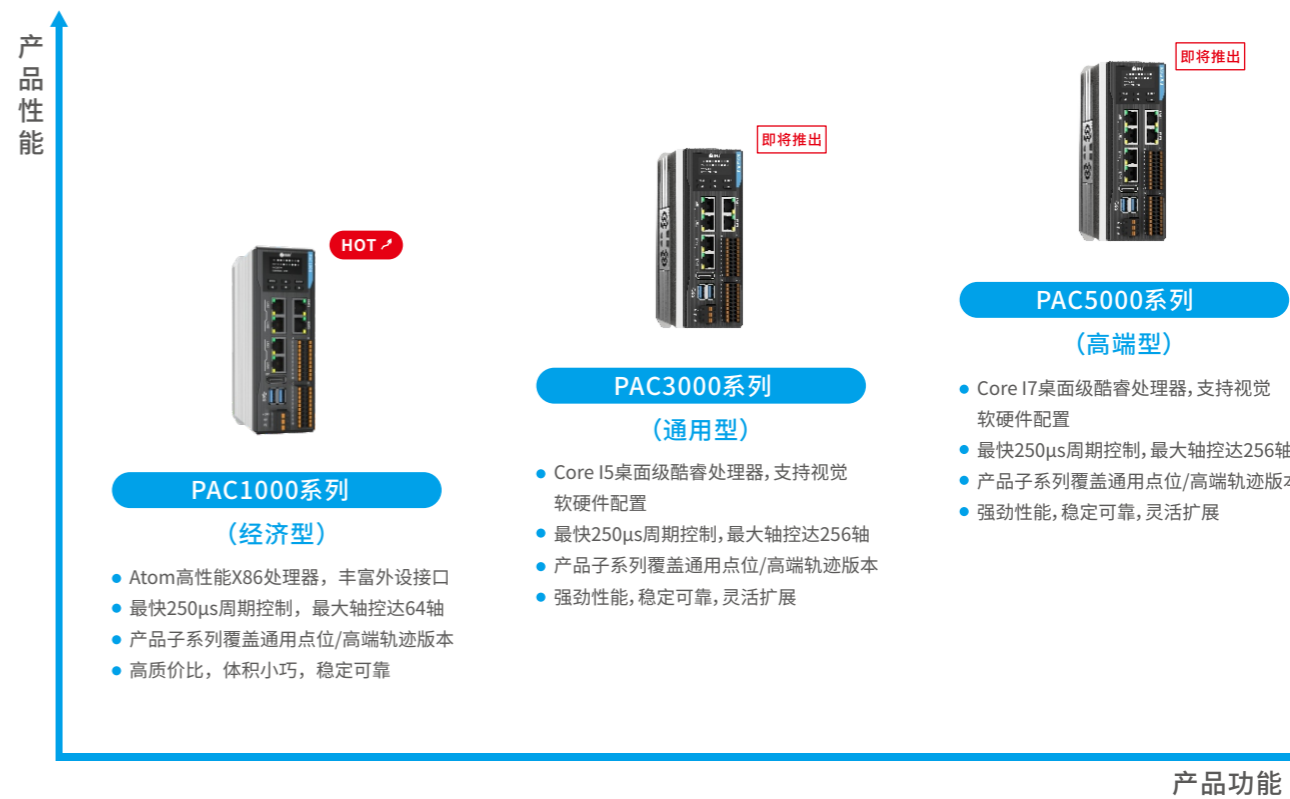 产品性能
HOT
PAC1000系列
（经济型）
Atom高性能X86处理器，丰富外设接口
最快250μs周期控制，最大轴控达64轴
产品子系列覆盖通用点位/高端轨迹版本
高质价比，体积小巧，稳定可靠
即将推出
PAC3000系列
（通用型）
Core I5桌面级酷睿处理器，支持视觉
软硬件配置
最快250μs周期控制，最大轴控达256轴
产品子系列覆盖通用点位/高端轨迹版本
强劲性能，稳定可靠，灵活扩展
即将推出
PAC5000系列
（高端型）
Core I7桌面级酷睿处理器，支持视觉
软硬件配置
最快250μs周期控制，最大轴控达256轴
产品子系列覆盖通用点位/高端轨迹版
强劲性能，稳定可靠，灵活扩展
产品功能